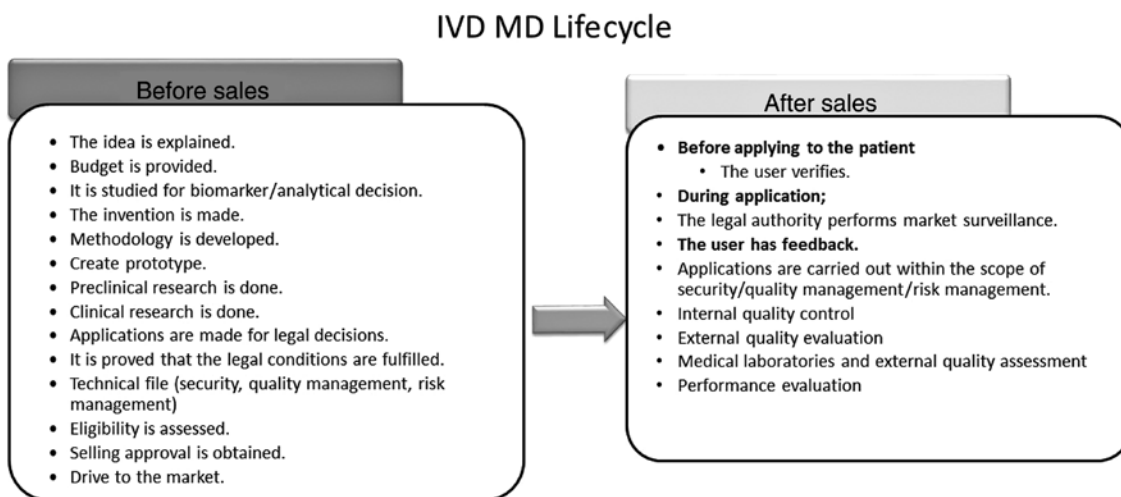 IVD MD Lifecycle
Before sales
• The idea is explained.
• Budget is provided.
• It is studied for biomarker/analytical decision.
• The invention is made.
• Methodology is developed.
• Create prototype.
• Preclinical research is done.
• Clinical research is done.
• Applications are made for legal decisions.
• It is proved that the legal conditions are fulfilled.
• Technical file (security, quality management, risk
management)
• Eligibility is assessed.
• Selling approval is obtained.
• Drive to the market.
After sales
• Before applying to the patient
• The user verifies.
• During application;
• The legal authority performs market surveillance.
• The user has feedback.
• Applications are carried out within the scope of
security/quality management/risk management.
• Internal quality control
• External quality evaluation
• Medical laboratories and external quality assessment
• Performance evaluation